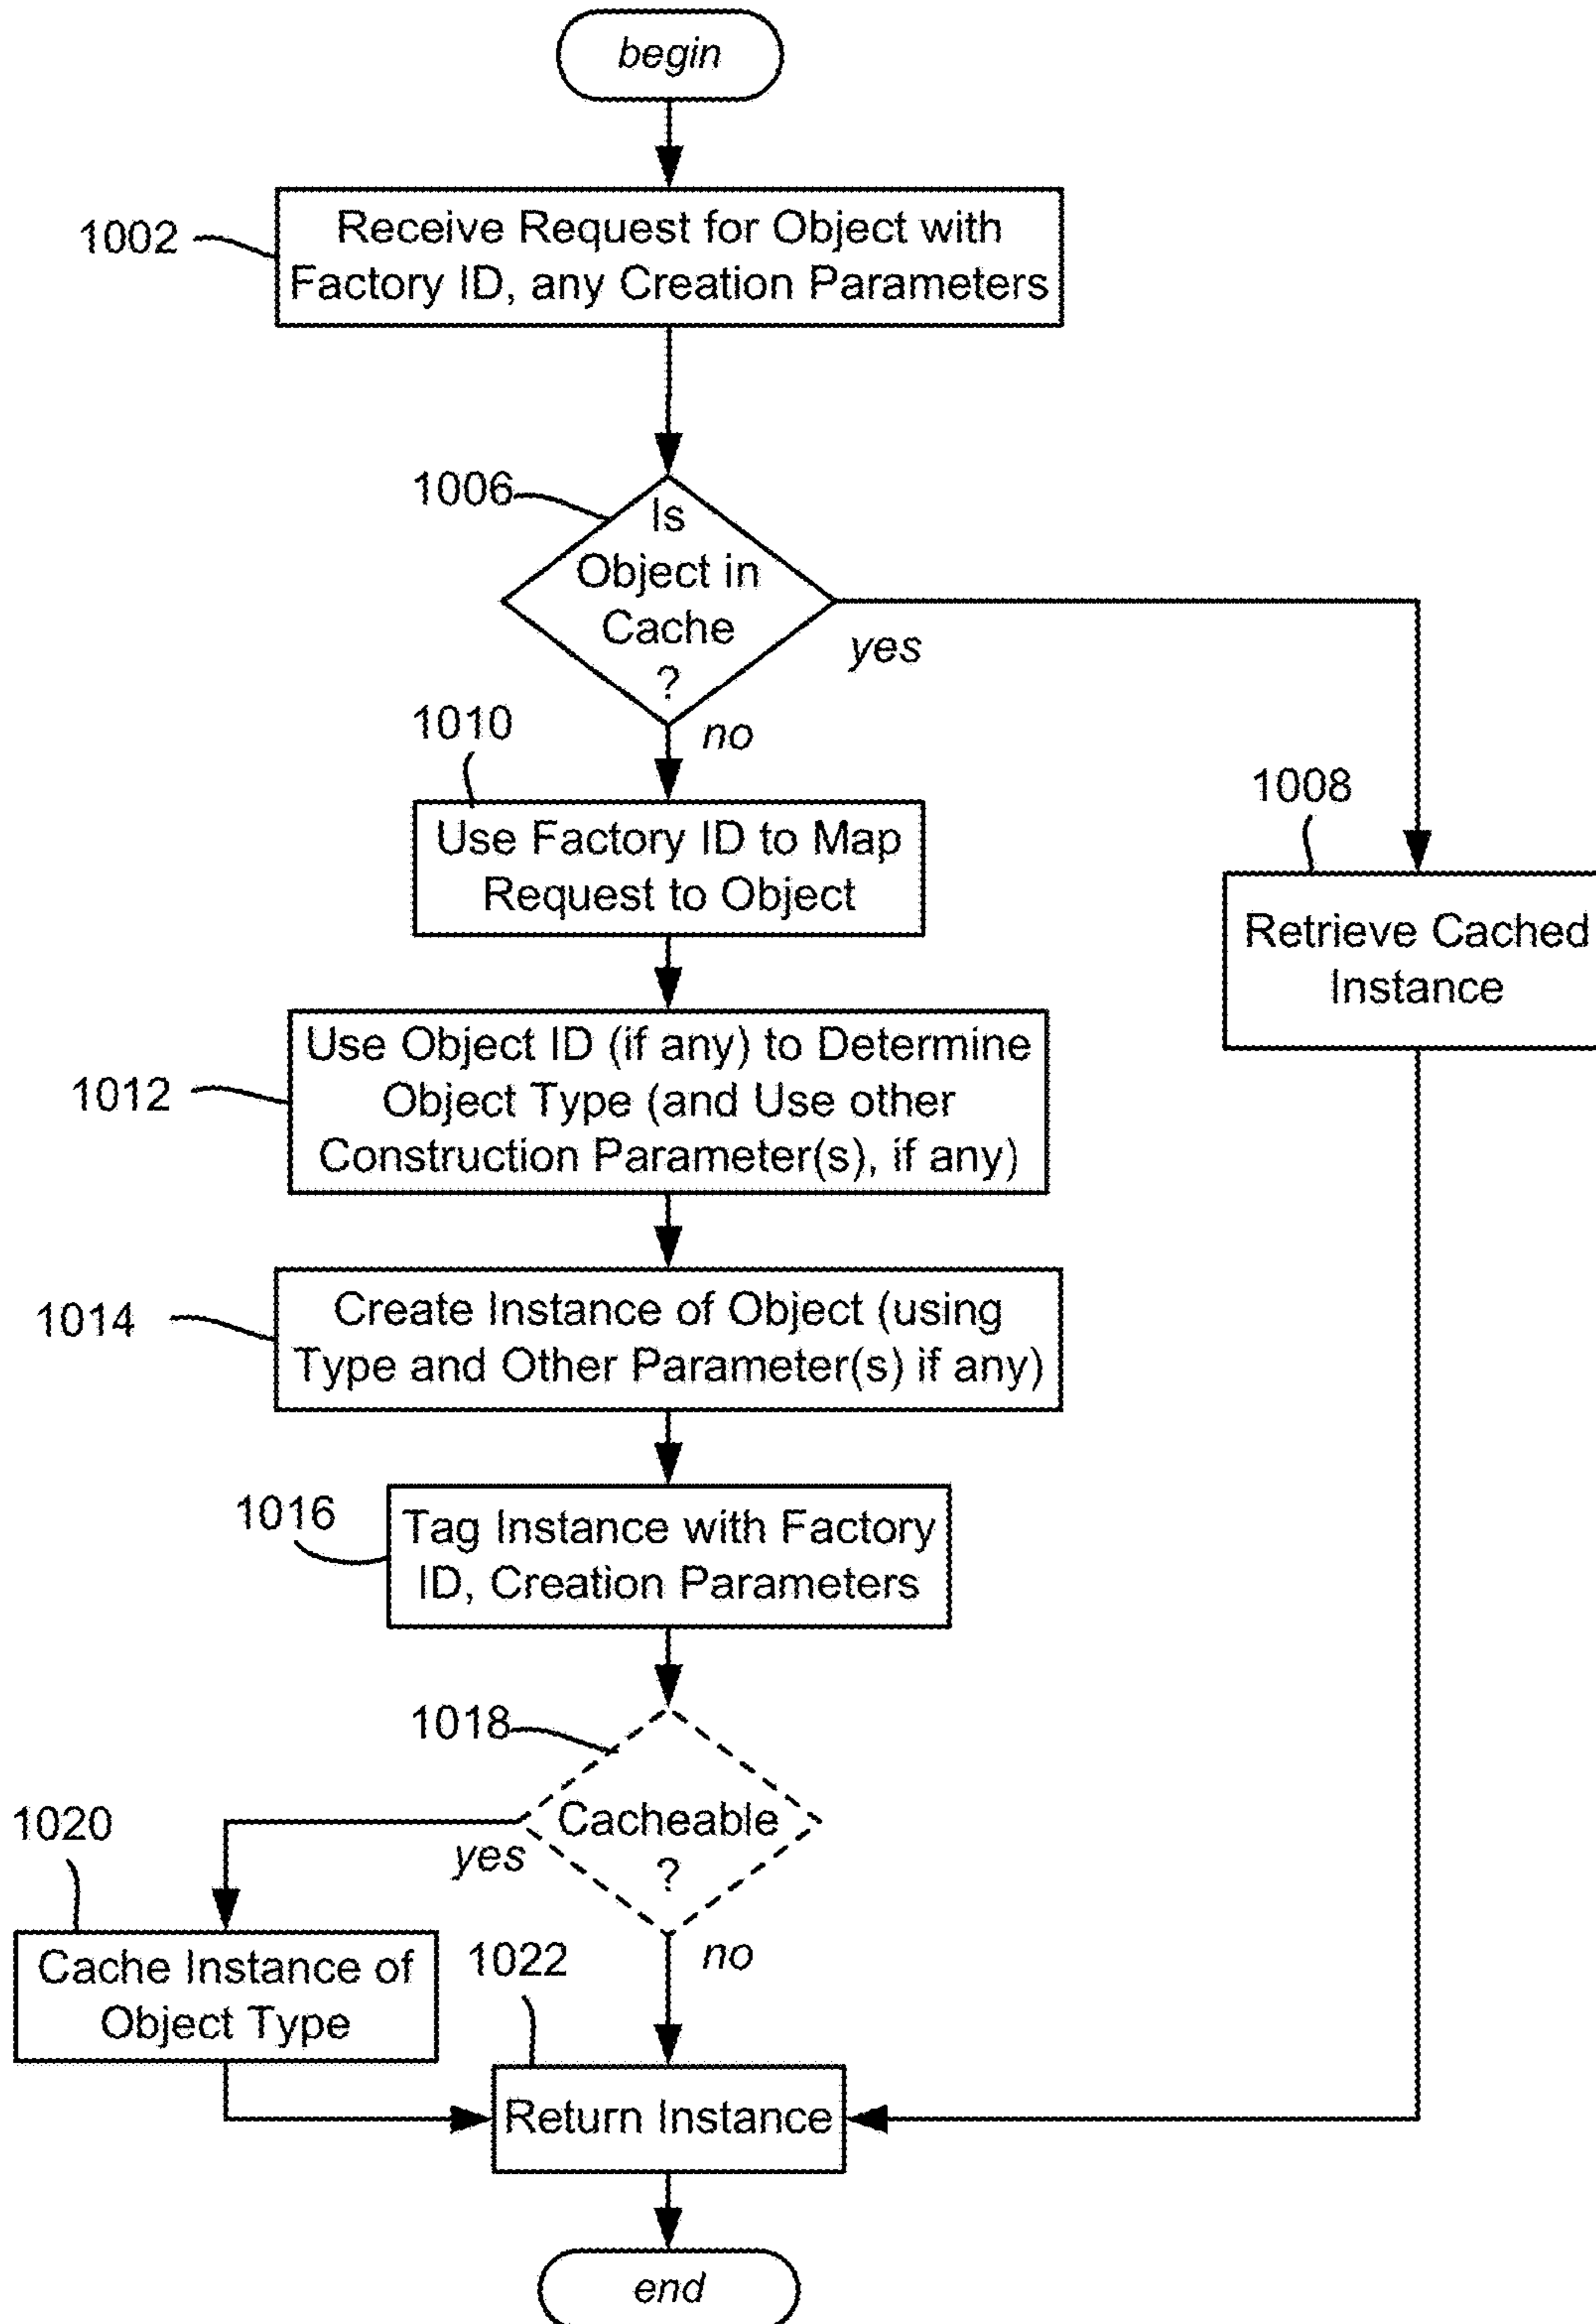 begin
1002
Receive Request for Object with
Factory ID, any Creation Parameters
1006
Is
Object in
Cache
?
yes
no
1010
Use Factory ID to Map
Request to Object
1008
Retrieve Cached
Instance
1012
Use Object ID (if any) to Determine
Object Type (and Use other
Construction Parameter(s), if any)
1014
Create Instance of Object (using
Type and Other Parameter(s) if any)
1016
Tag Instance with Factory
ID, Creation Parameters
1018
Cacheable
?
yes
no
1020
Cache Instance of
Object Type
1022
Return Instance
end